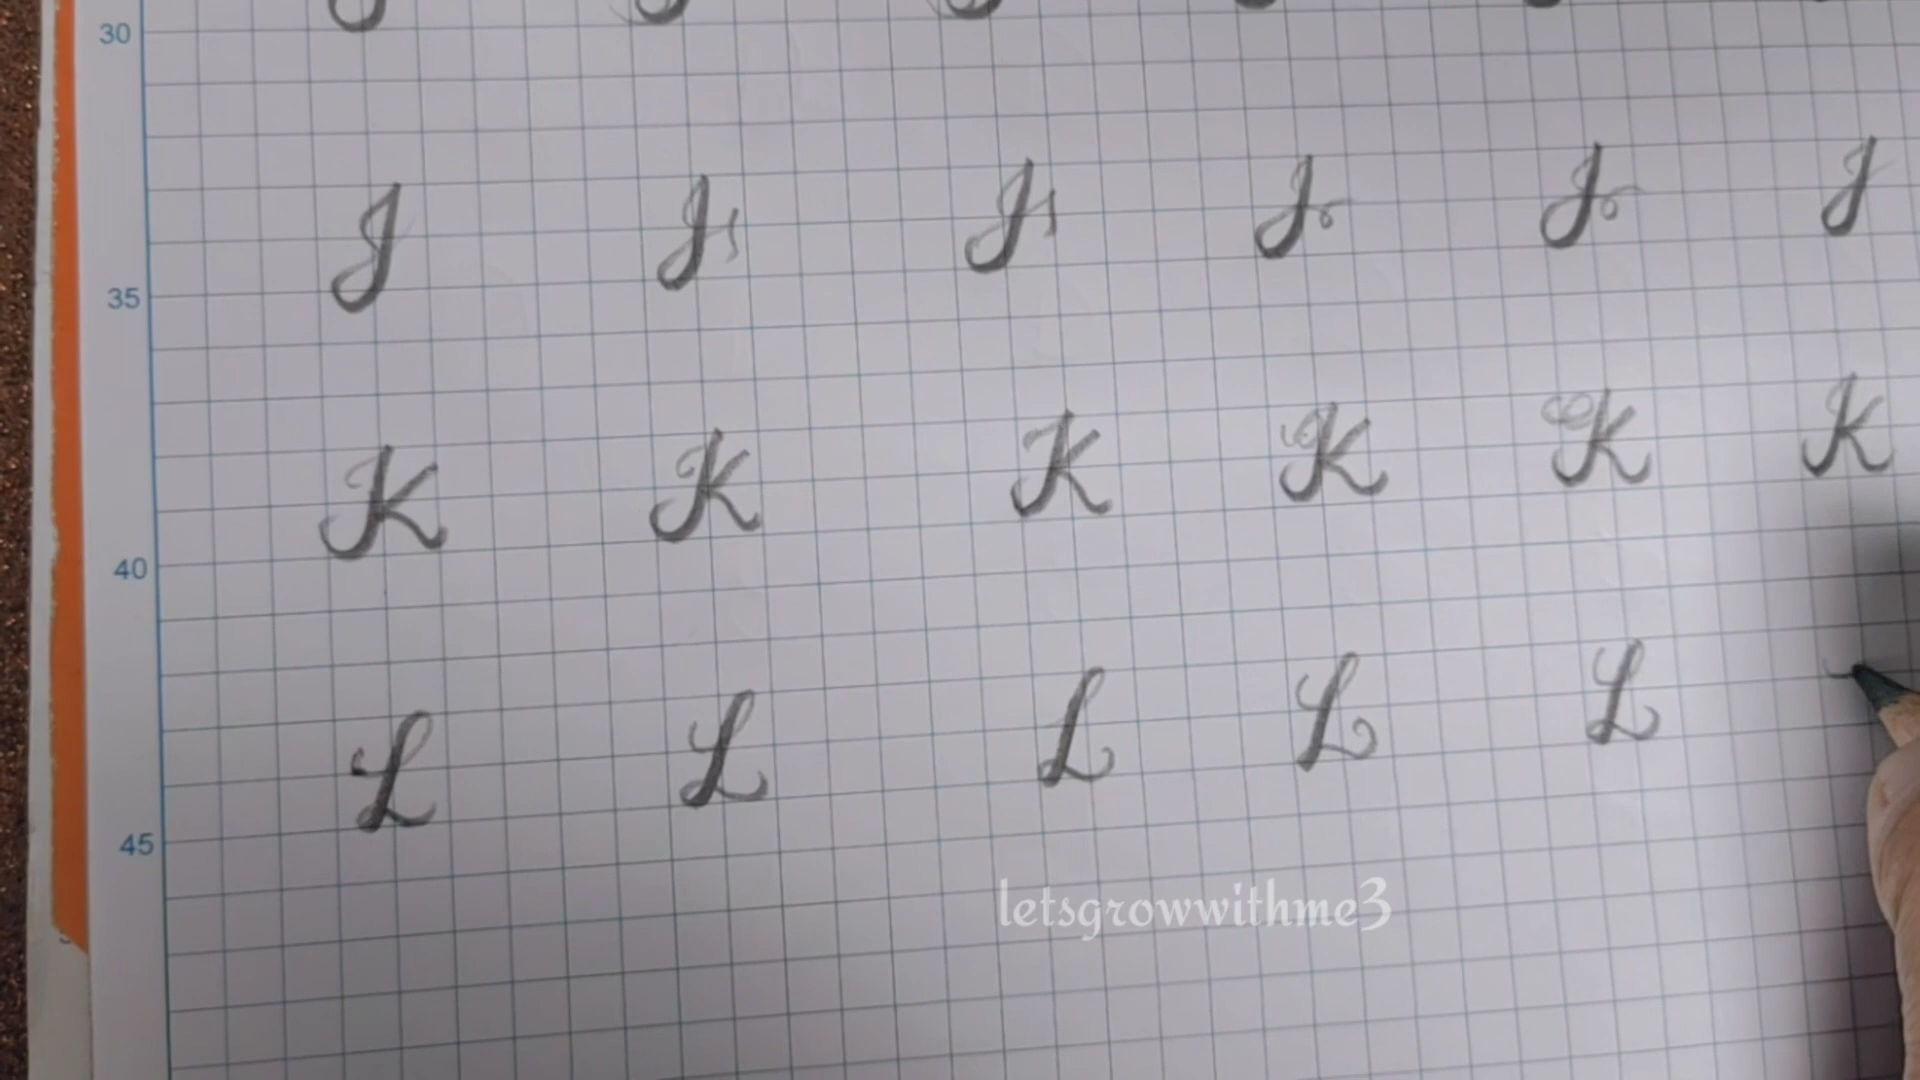 30
J J J J J J
35
K K K K K K
40
L L L L L
45
letsgrowwithme3